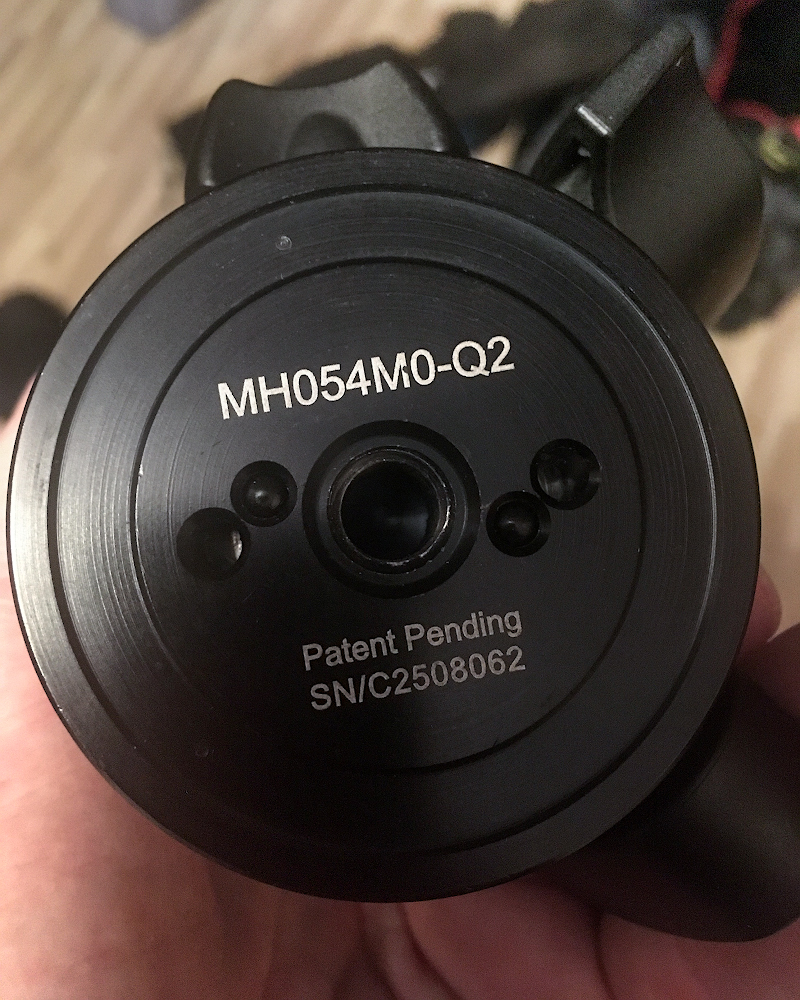 MH054M0-Q2
Patent Pending
SN/C2508062